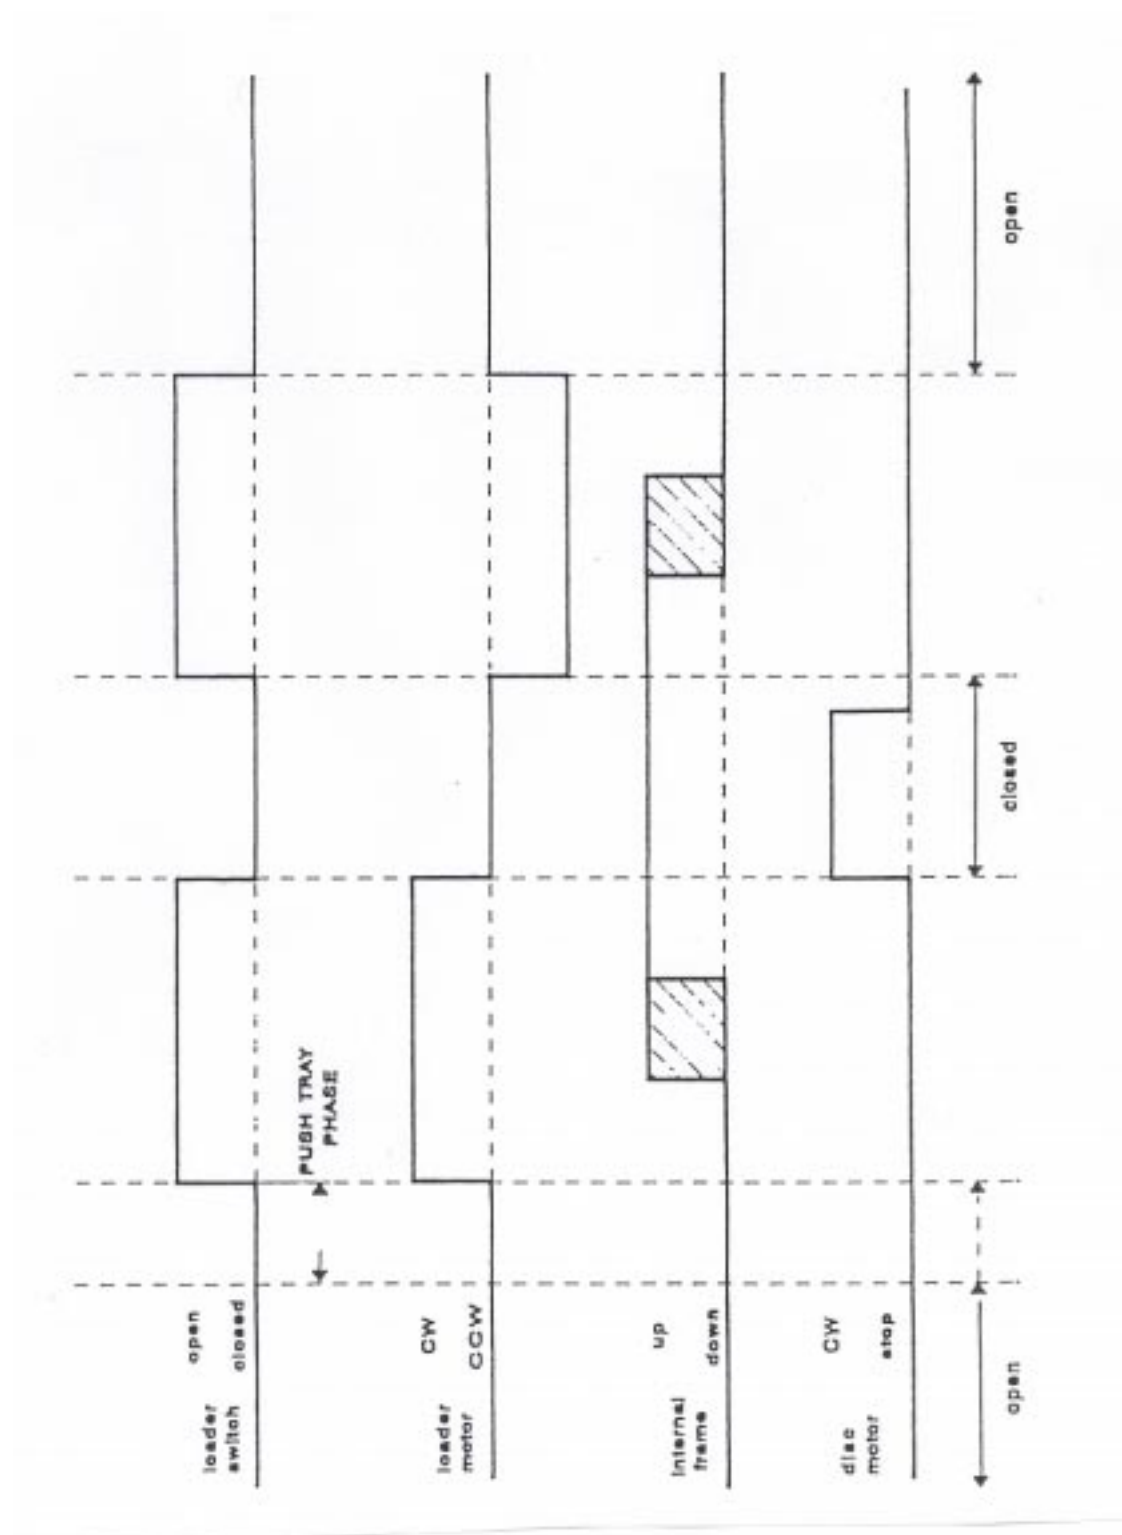 open
closed
loader
switch
PUSH TRAY
PHASE
CW
CCW
loader
motor
up
down
internal
frame
CW
stop
disc
motor
open
closed
open